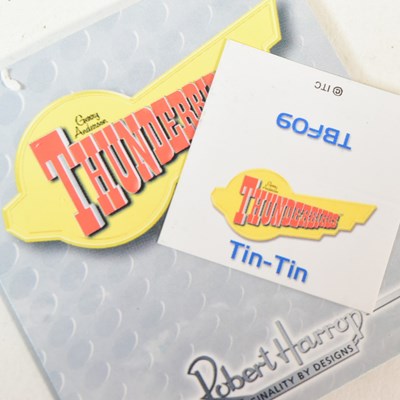 Gerry
Anderson
THUNDERBIRDS
© ITC
TBF09
THUNDERBIRDS
Tin-Tin
Robert Harrop
ORIGINALITY BY DESIGNS